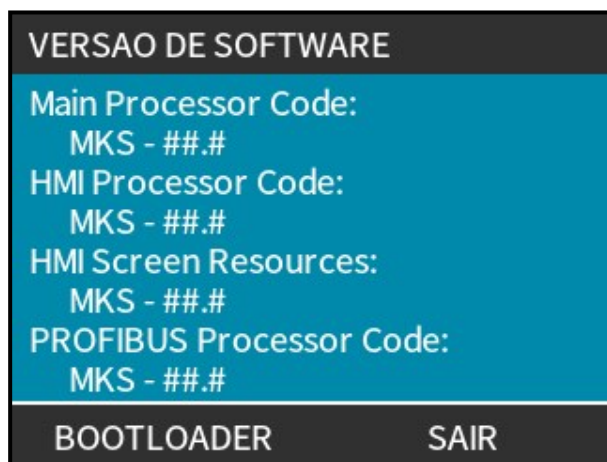 VERSAO DE SOFTWARE
Main Processor Code:
MKS - ##.#
HMI Processor Code:
MKS - ##.#
HMI Screen Resources:
MKS - ##.#
PROFIBUS Processor Code:
MKS - ##.#
BOOTLOADER SAIR